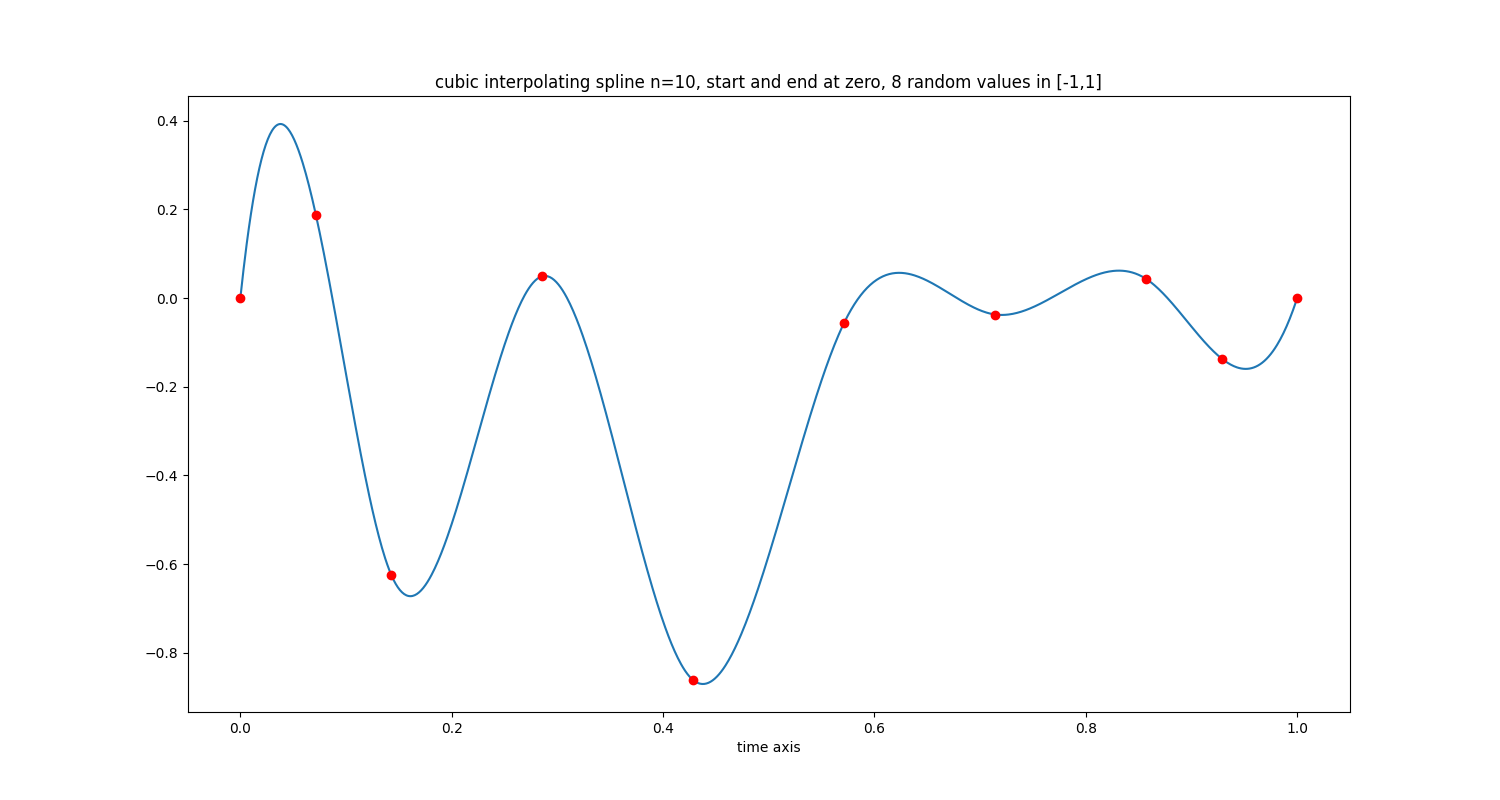 cubic interpolating spline n=10, start and end at zero, 8 random values in [-1,1]
0.4
0.2
0.0
−0.2
−0.4
−0.6
−0.8
0.0 0.2 0.4 0.6 0.8 1.0
time axis